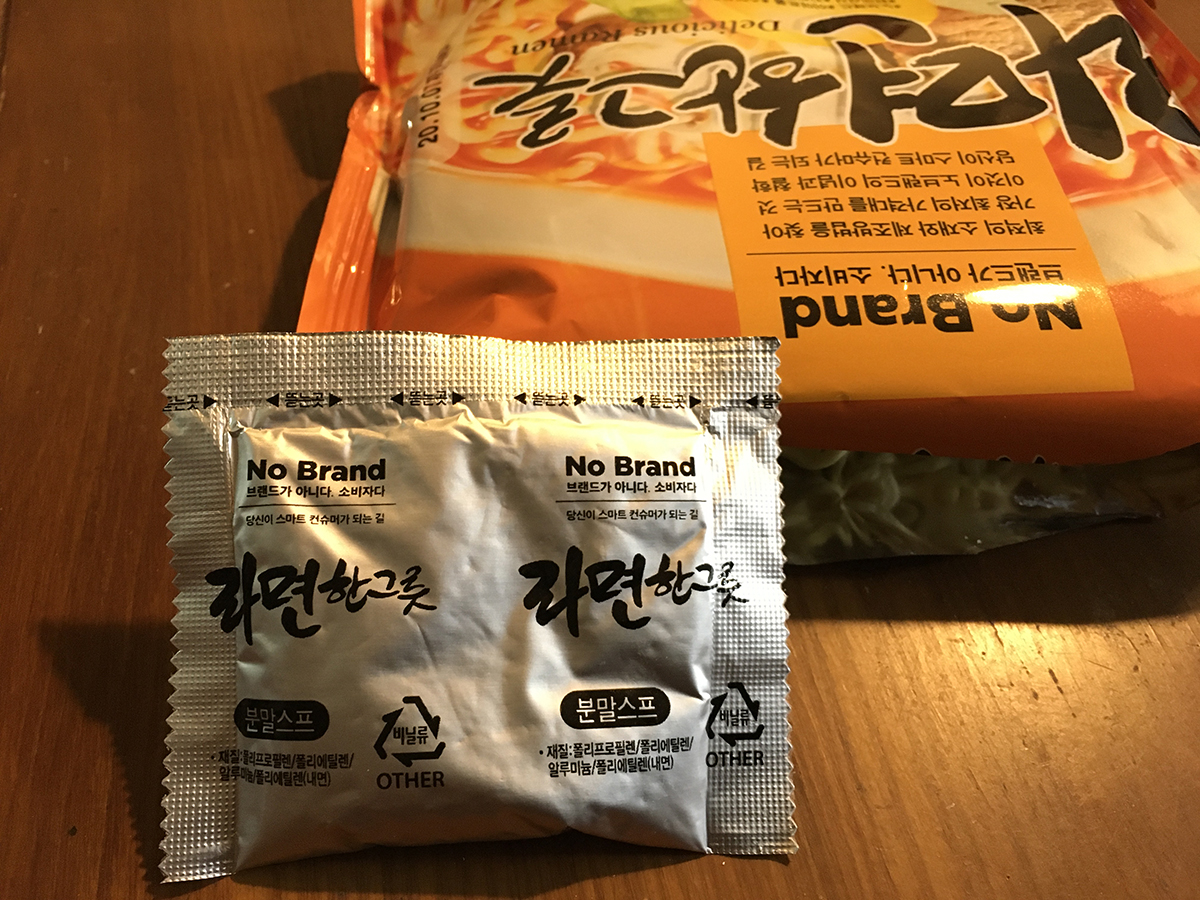 Delicious Ramen
라면 한그릇
20.10.01
당신이 스마트 컨슈머가 되는 길
이것이 노브랜드의 이념과 철학
가장 최저의 가격대를 만드는 것
최적의 소재와 제조방법을 찾아
브랜드가 아니다. 소비자다
No Brand
뜯는곳 ▶ ◀ 뜯는곳 ▶ ◀ 뜯는곳 ▶ ◀ 뜯는곳 ▶ ◀ 뜯는곳 ▶ ◀
No Brand
브랜드가 아니다. 소비자다
당신이 스마트 컨슈머가 되는 길
라면 한그릇
분말스프
비닐류
OTHER
• 재질:폴리프로필렌/폴리에틸렌/
알루미늄/폴리에틸렌(내면)
No Brand
브랜드가 아니다. 소비자다
당신이 스마트 컨슈머가 되는 길
라면 한그릇
분말스프
비닐류
OTHER
• 재질:폴리프로필렌/폴리에틸렌/
알루미늄/폴리에틸렌(내면)